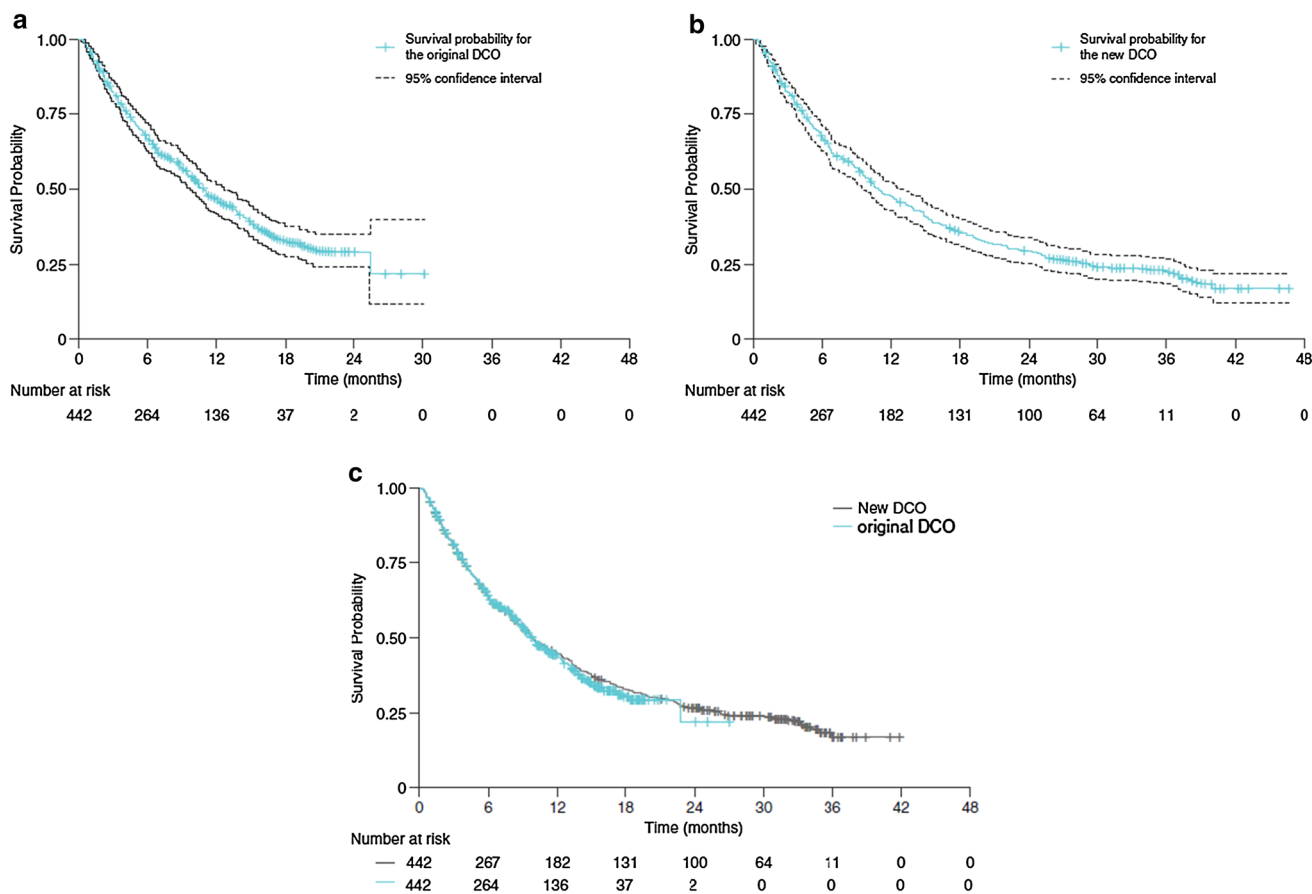 a
Survival probability for
the original DCO
95% confidence interval
1.00
0.75
0.50
0.25
0
Survival Probability
0 6 12 18 24 30 36 42 48
Time (months)
Number at risk
442 264 136 37 2 0 0 0 0
b
Survival probability for
the new DCO
95% confidence interval
1.00
0.75
0.50
0.25
0
Survival Probability
0 6 12 18 24 30 36 42 48
Time (months)
Number at risk
442 267 182 131 100 64 11 0 0
c
New DCO
original DCO
1.00
0.75
0.50
0.25
0
Survival Probability
0 6 12 18 24 30 36 42 48
Time (months)
Number at risk
442 267 182 131 100 64 11 0 0
442 264 136 37 2 0 0 0 0